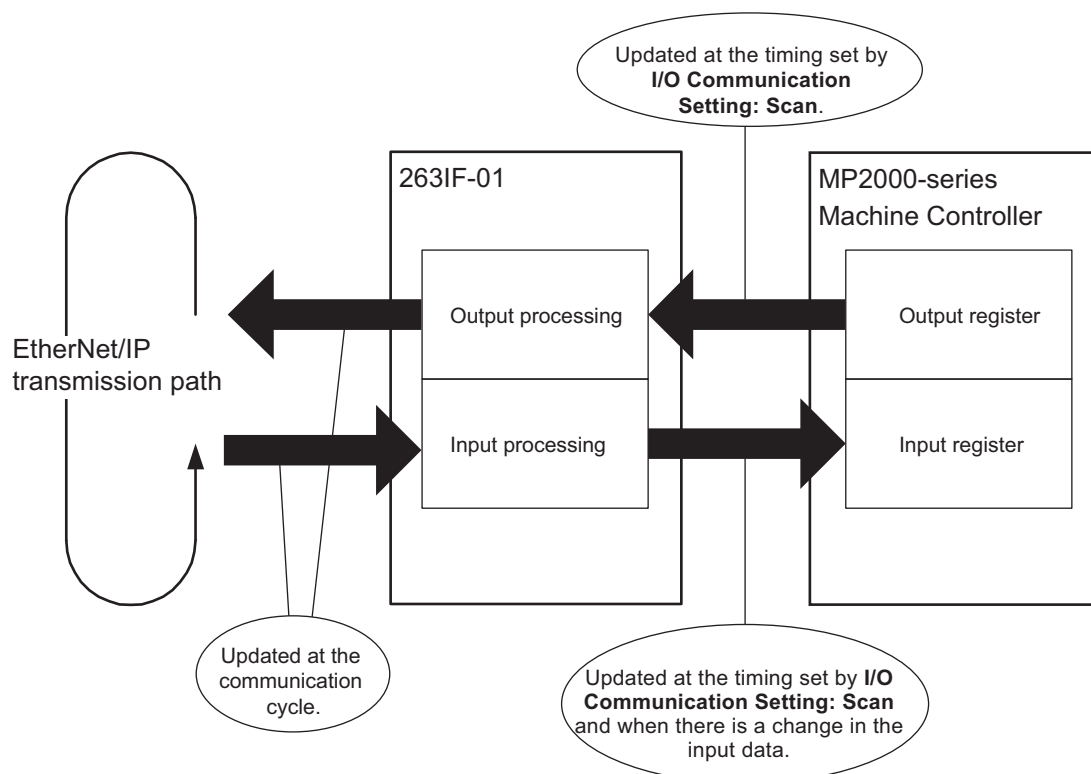 Updated at the timing set by
I/O Communication
Setting: Scan.
263IF-01
MP2000-series
Machine Controller
Output processing
Output register
EtherNet/IP
transmission path
Input processing
Input register
Updated at the
communication
cycle.
Updated at the timing set by I/O
Communication Setting: Scan
and when there is a change in the
input data.